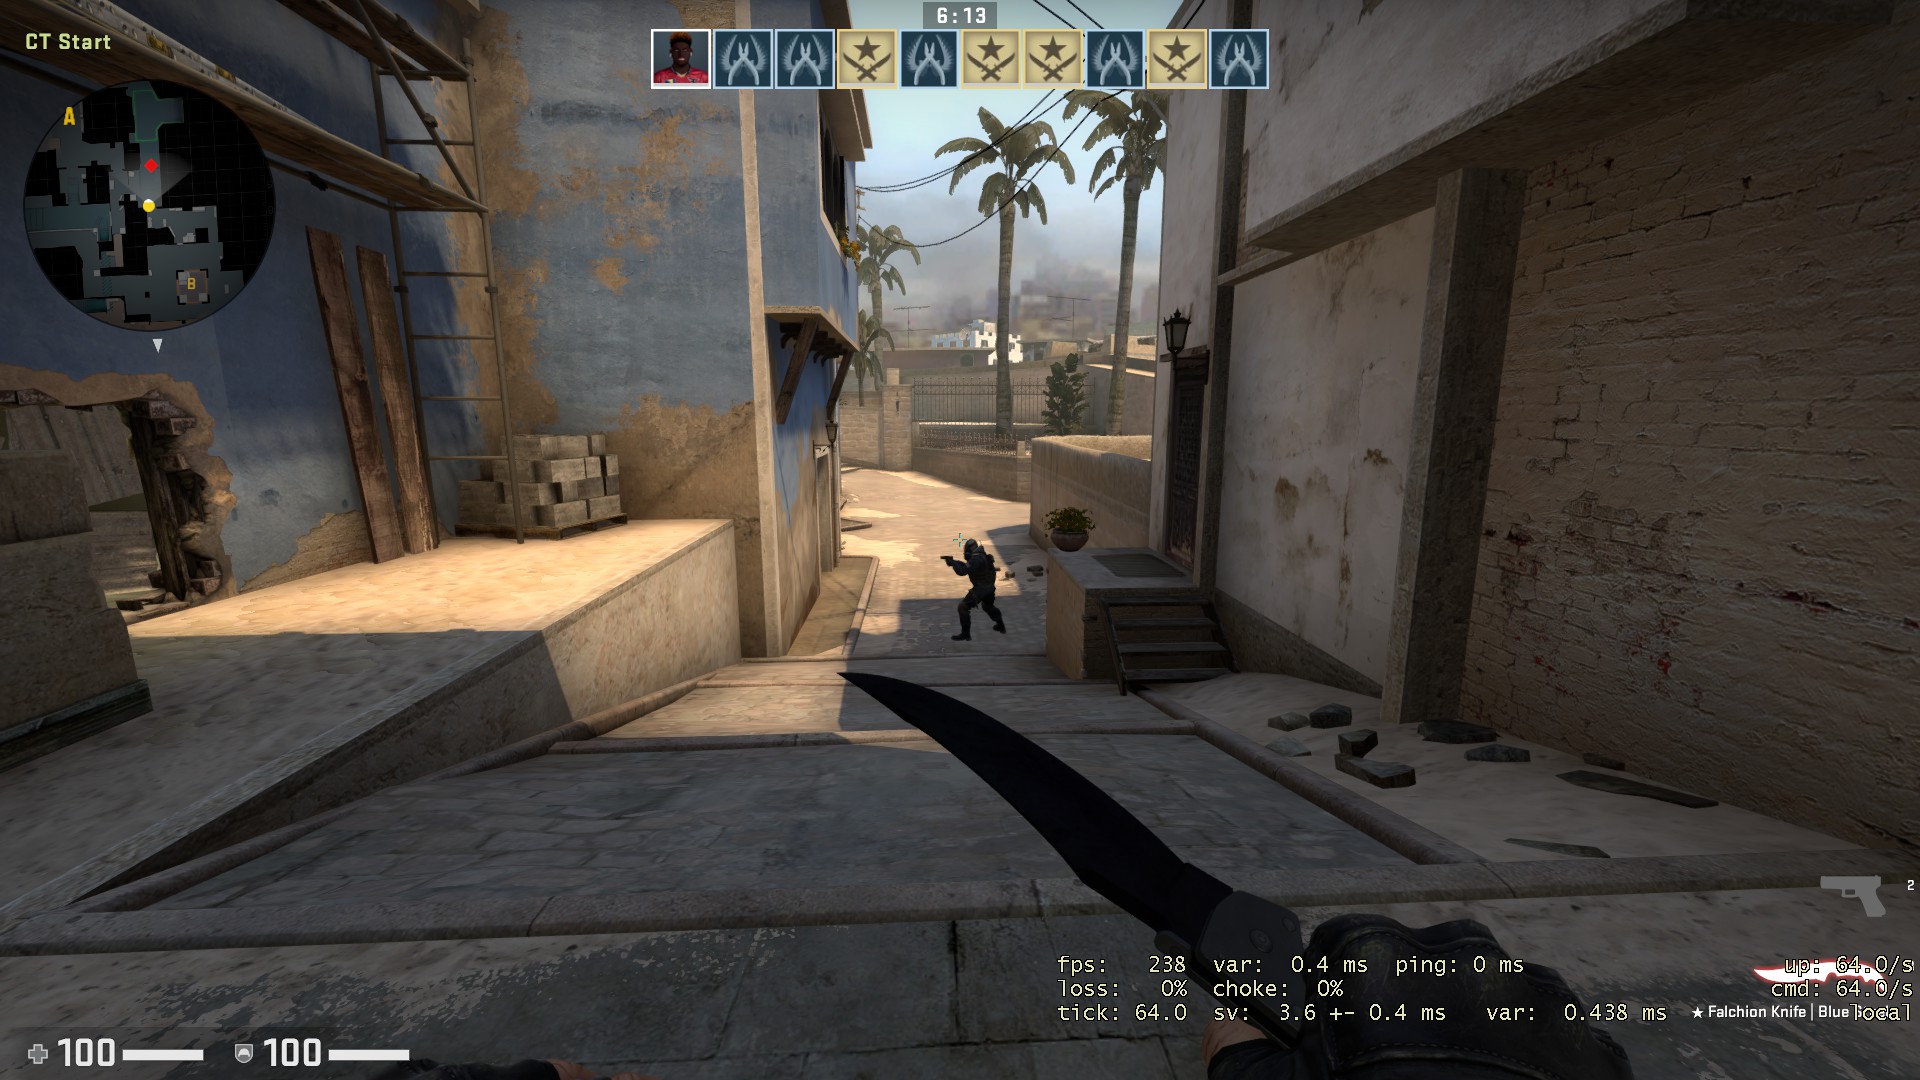 6:13
CT Start
A
B
2
fps: 238 var: 0.4 ms ping: 0 ms
up: 64.0/s
loss: 0% choke: 0%
cmd: 64.0/s
tick: 64.0 sv: 3.6 +- 0.4 ms var: 0.438 ms
local
★ Falchion Knife | Blue
100
100